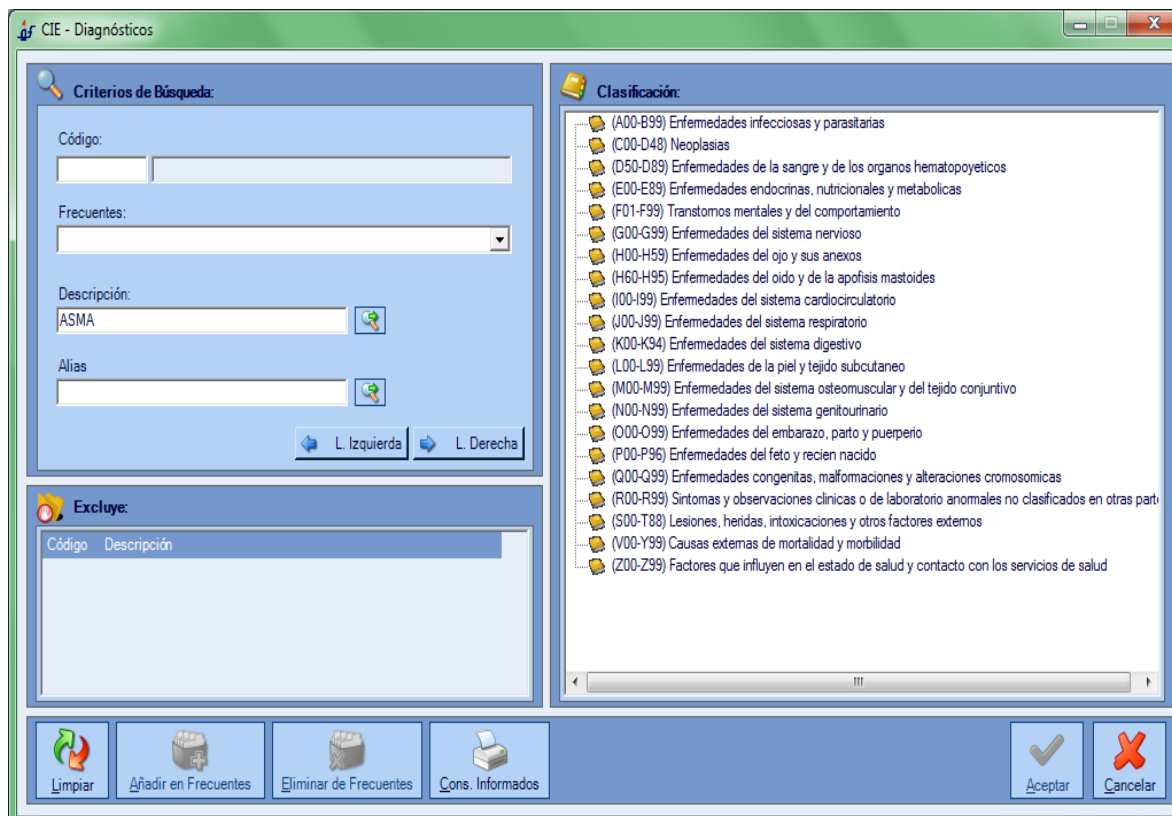 CIE - Diagnósticos
Criterios de Búsqueda:
Código:
Frecuentes:
Descripción:
ASMA
Alias
L. Izquierda
L. Derecha
Excluye:
Código Descripción
Clasificación:
(A00-B99) Enfermedades infecciosas y parasitarias
(C00-D48) Neoplasias
(D50-D89) Enfermedades de la sangre y de los organos hematopoyeticos
(E00-E89) Enfermedades endocrinas, nutricionales y metabolicas
(F01-F99) Transtornos mentales y del comportamiento
(G00-G99) Enfermedades del sistema nervioso
(H00-H59) Enfermedades del ojo y sus anexos
(H60-H95) Enfermedades del oido y de la apofisis mastoides
(I00-I99) Enfermedades del sistema cardiocirculatorio
(J00-J99) Enfermedades del sistema respiratorio
(K00-K94) Enfermedades del sistema digestivo
(L00-L99) Enfermedades de la piel y tejido subcutaneo
(M00-M99) Enfermedades del sistema osteomuscular y del tejido conjuntivo
(N00-N99) Enfermedades del sistema genitourinario
(O00-O99) Enfermedades del embarazo, parto y puerperio
(P00-P96) Enfermedades del feto y recien nacido
(Q00-Q99) Enfermedades congenitas, malformaciones y alteraciones cromosomicas
(R00-R99) Sintomas y observaciones clinicas o de laboratorio anormales no clasificados en otras part
(S00-T88) Lesiones, heridas, intoxicaciones y otros factores externos
(V00-Y99) Causas externas de mortalidad y morbilidad
(Z00-Z99) Factores que influyen en el estado de salud y contacto con los servicios de salud
Limpiar
Añadir en Frecuentes
Eliminar de Frecuentes
Cons. Informados
Aceptar
Cancelar